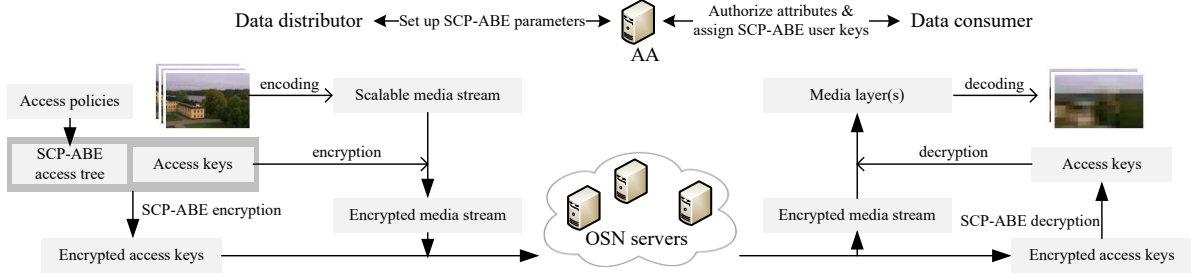 Data distributor
Set up SCP-ABE parameters
AA
Authorize attributes &
assign SCP-ABE user keys
Data consumer
Access policies
encoding
Scalable media stream
Media layer(s)
decoding
SCP-ABE
access tree
Access keys
encryption
decryption
Access keys
SCP-ABE encryption
Encrypted media stream
OSN servers
Encrypted media stream
SCP-ABE decryption
Encrypted access keys
Encrypted access keys